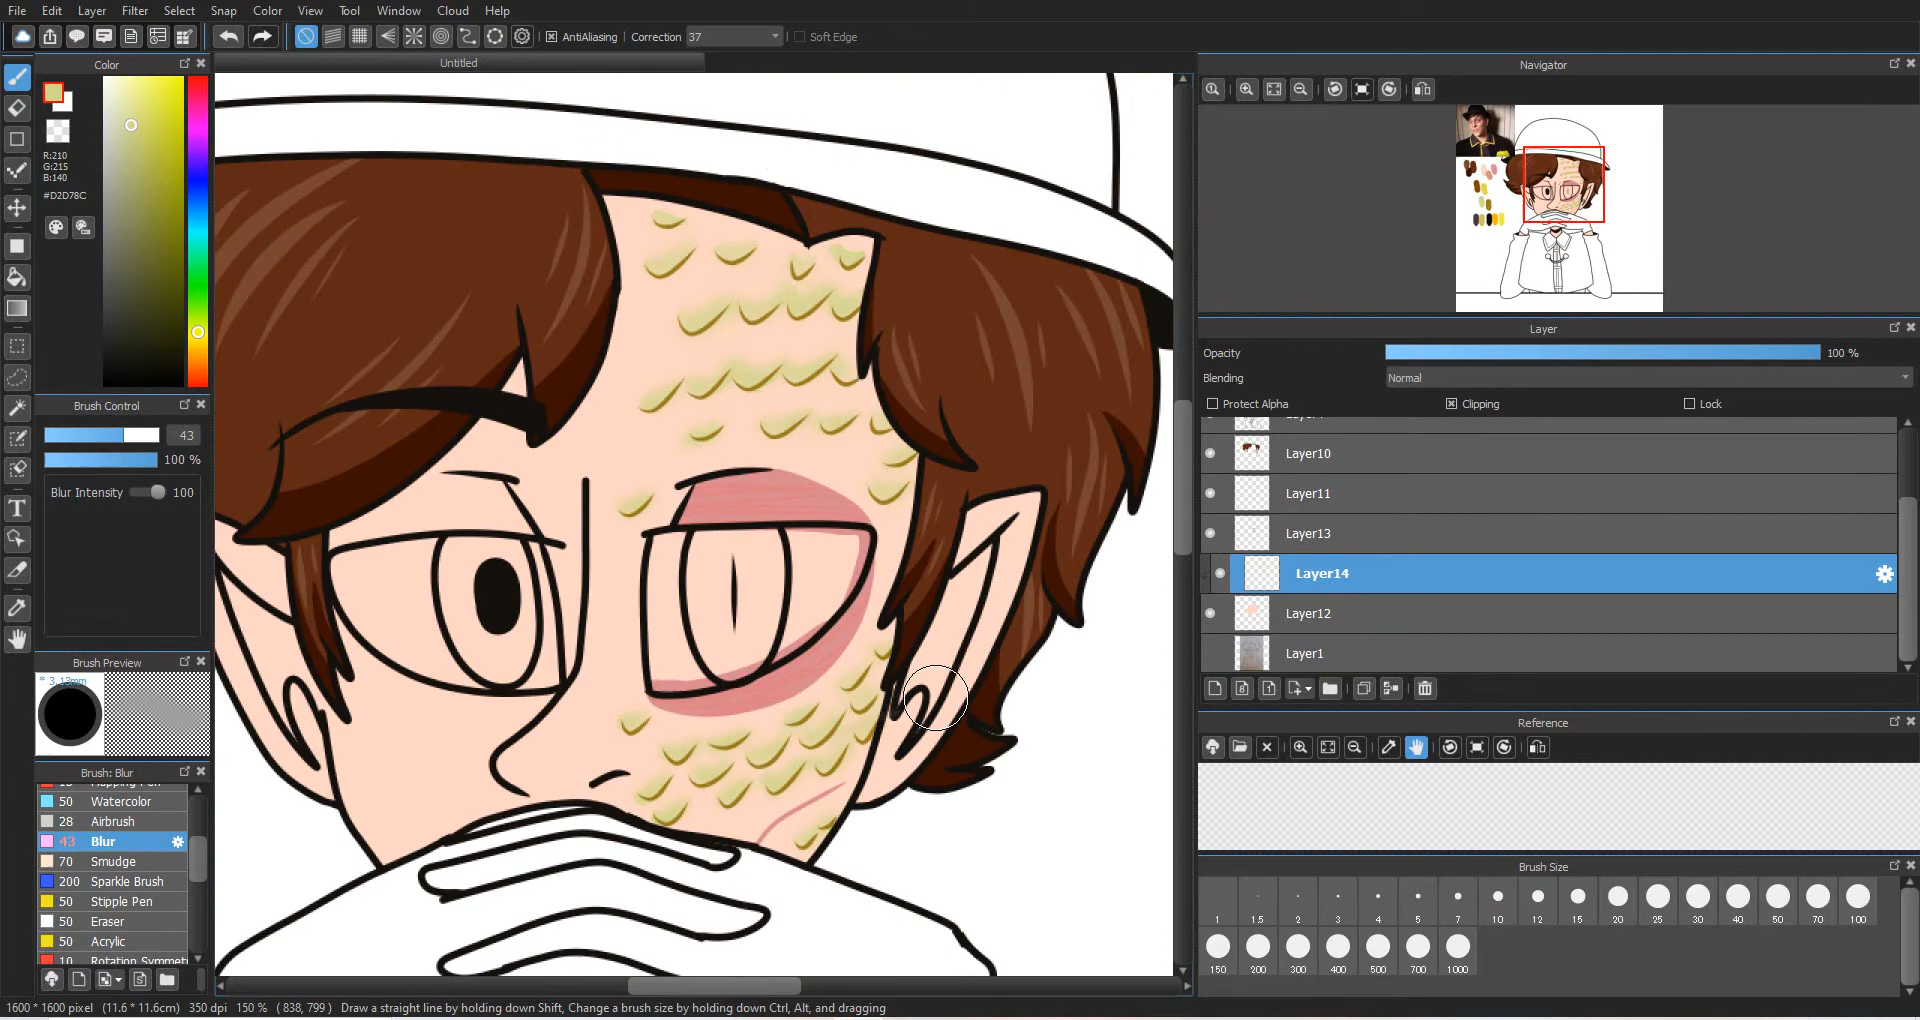 File Edit Layer Filter Select Snap Color View Tool Window Cloud Help
AntiAliasing Correction 37 Soft Edge
Color
Untitled
Navigator
R:210
G:215
B:140
#D2D78C
Layer
Opacity 100 %
Blending Normal
Protect Alpha Clipping Lock
Brush Control
43
100 %
Blur Intensity 100
Layer10
Layer11
Layer13
Layer14
Layer12
Layer1
Brush Preview
* 3.13mm
Reference
Brush: Blur
50 Watercolor
28 Airbrush
43 Blur
70 Smudge
200 Sparkle Brush
50 Stipple Pen
50 Eraser
50 Acrylic
10 Rotation Symmetr
Brush Size
1 1.5 2 3 4 5 7 10 12 15 20 25 30 40 50 70 100
150 200 300 400 500 700 1000
1600 * 1600 pixel (11.6 * 11.6cm) 350 dpi 150 % ( 838, 799 ) Draw a straight line by holding down Shift, Change a brush size by holding down Ctrl, Alt, and dragging